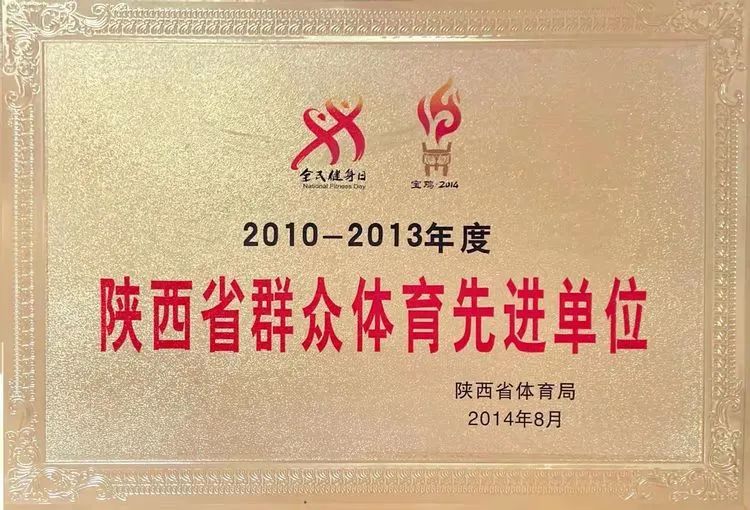 全民健身日
National Fitness Day
宝鸡·2014
2010-2013年度
陕西省群众体育先进单位
陕西省体育局
2014年8月